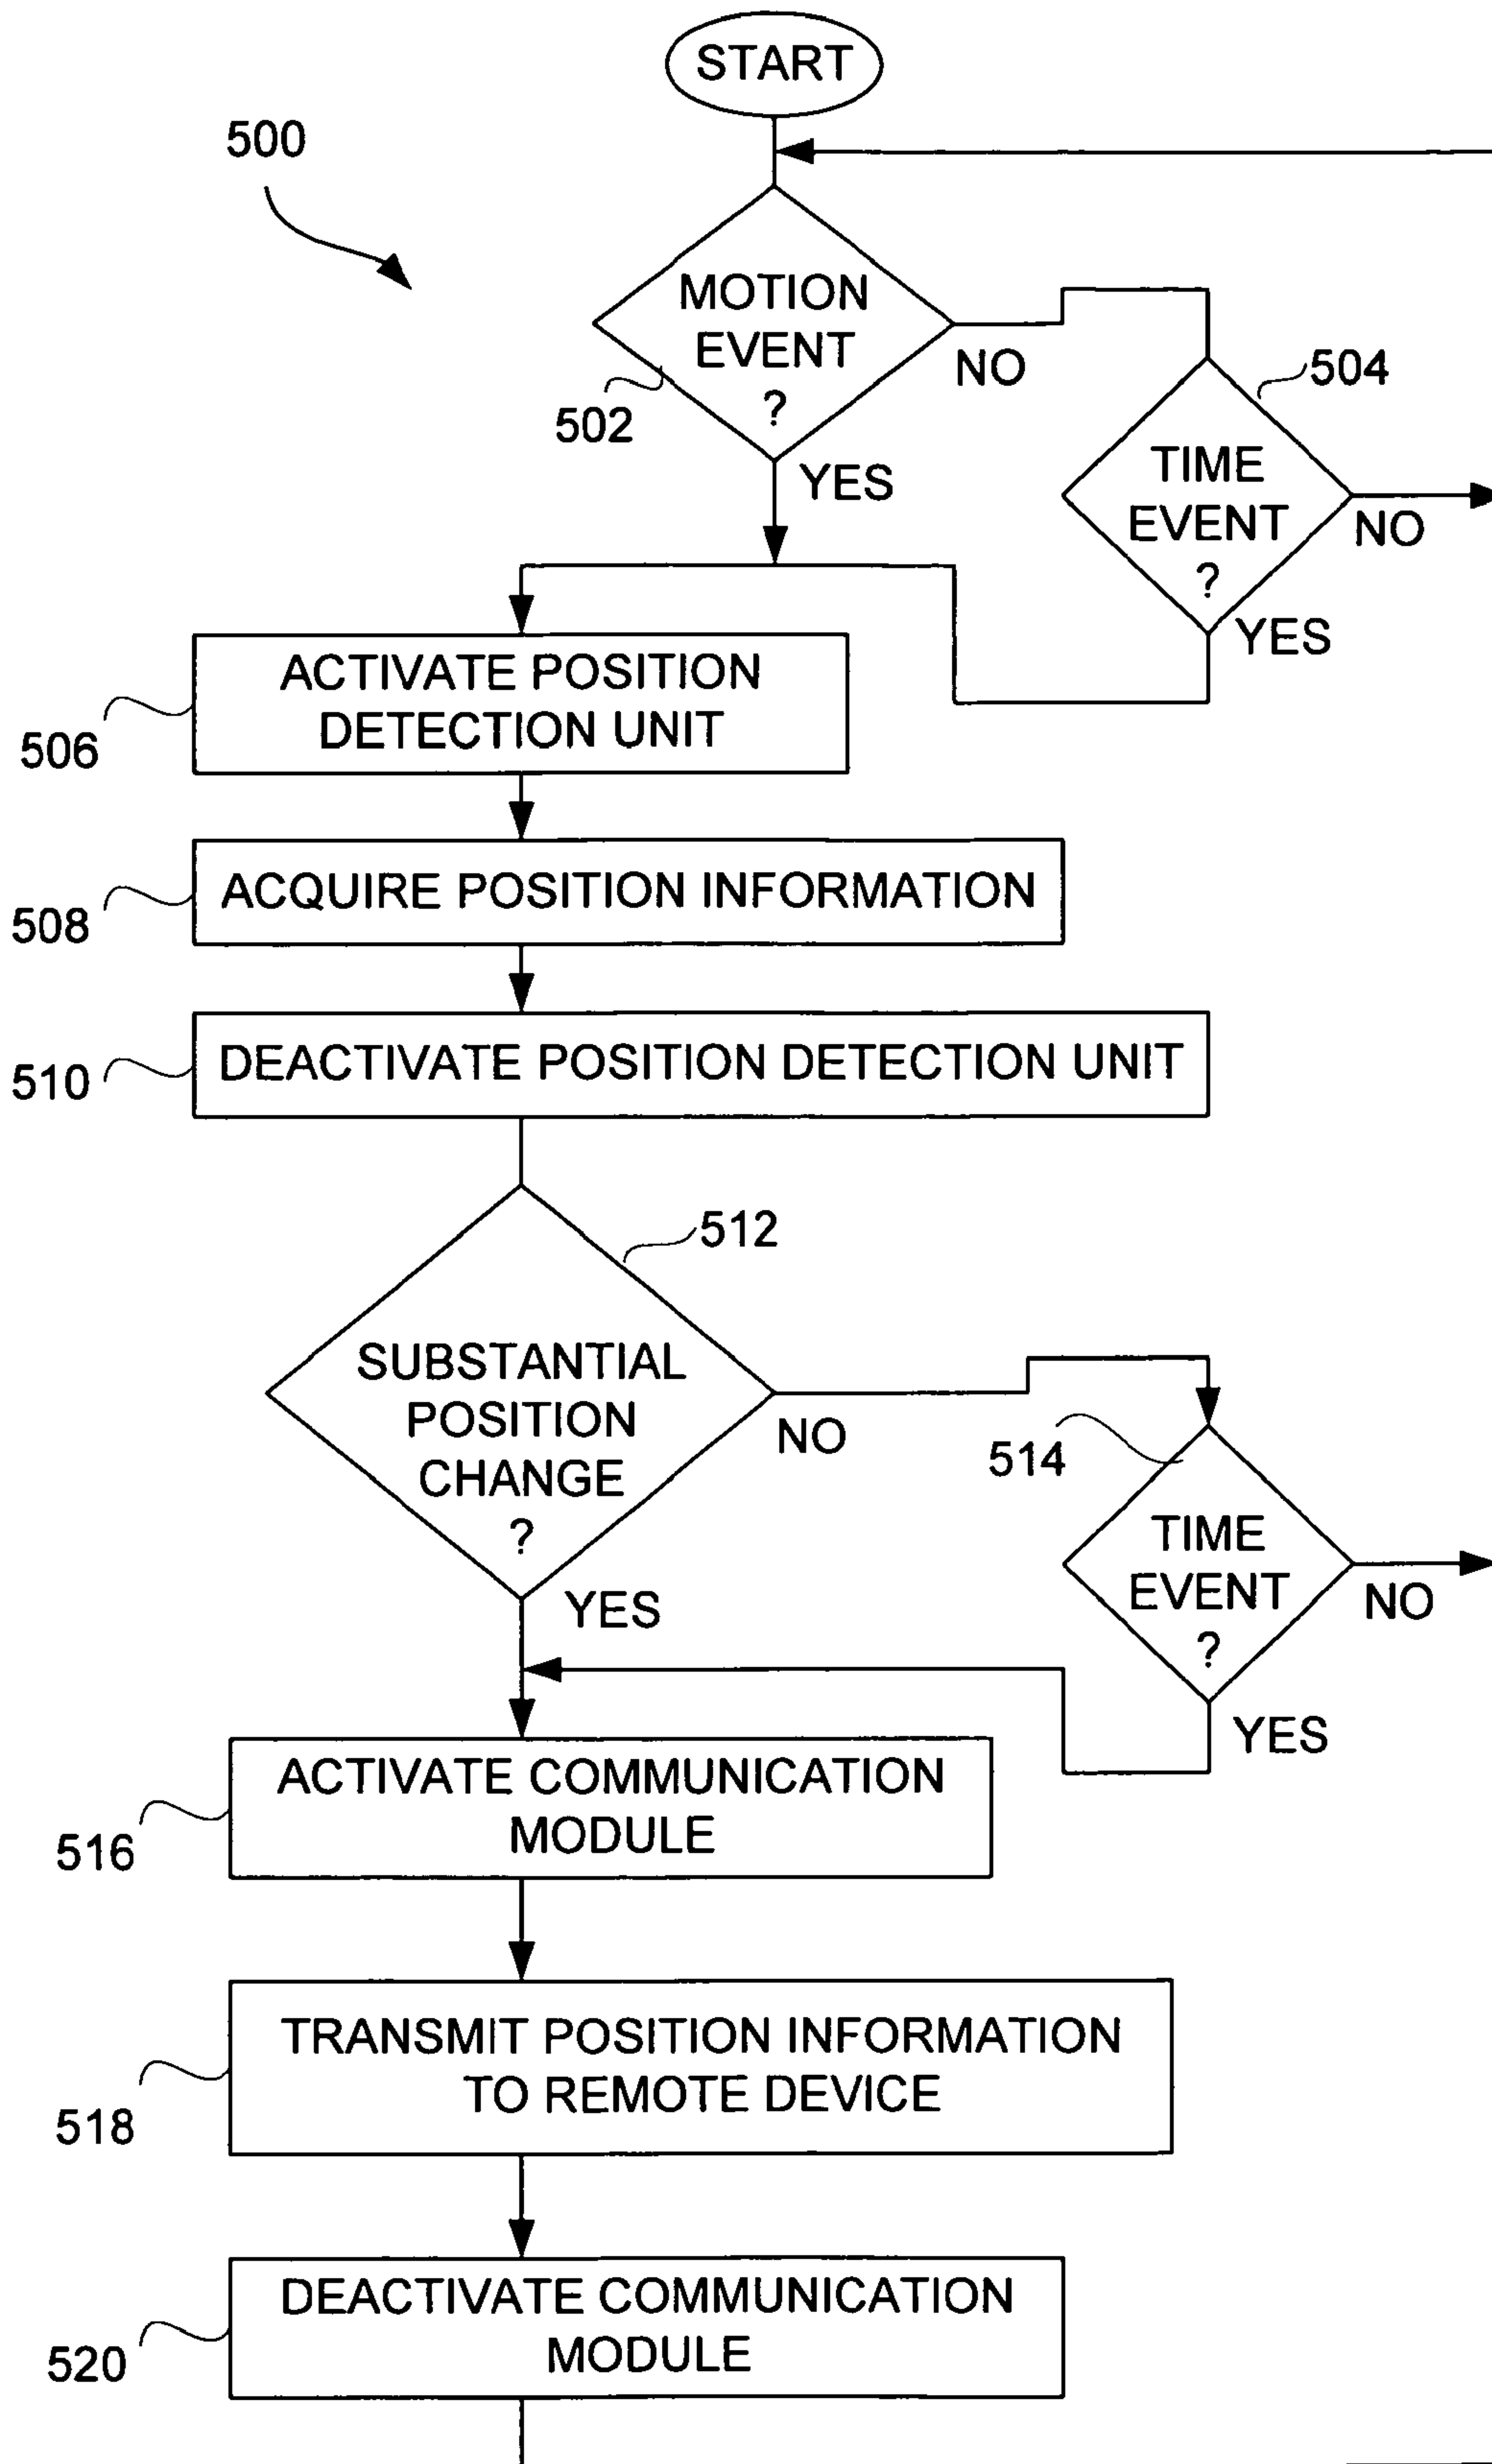 START
500
MOTION
EVENT
?
502
NO
YES
504
TIME
EVENT
?
NO
YES
ACTIVATE POSITION
DETECTION UNIT
506
ACQUIRE POSITION INFORMATION
508
DEACTIVATE POSITION DETECTION UNIT
510
512
SUBSTANTIAL
POSITION
CHANGE
?
NO
YES
514
TIME
EVENT
?
NO
YES
ACTIVATE COMMUNICATION
MODULE
516
TRANSMIT POSITION INFORMATION
TO REMOTE DEVICE
518
DEACTIVATE COMMUNICATION
MODULE
520